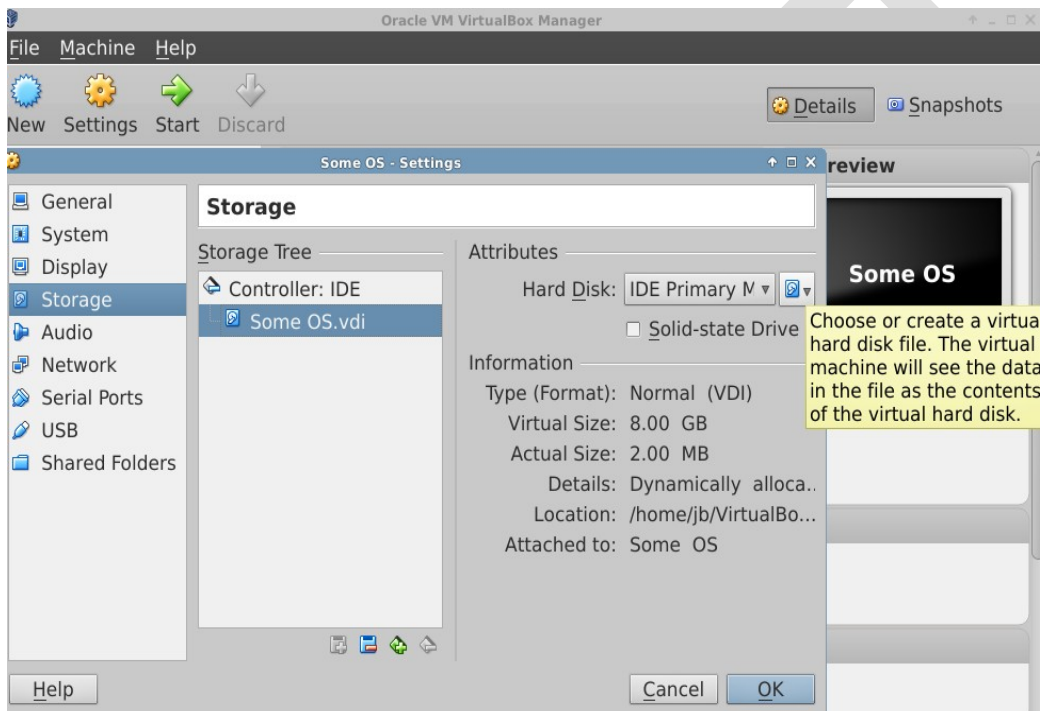 Oracle VM VirtualBox Manager
File Machine Help
New Settings Start Discard
Details Snapshots
Some OS - Settings
review
General
System
Display
Storage
Audio
Network
Serial Ports
USB
Shared Folders
Storage
Storage Tree
Controller: IDE
Some OS.vdi
Attributes
Hard Disk: IDE Primary M
Solid-state Drive
Information
Type (Format): Normal (VDI)
Virtual Size: 8.00 GB
Actual Size: 2.00 MB
Details: Dynamically alloca..
Location: /home/jb/VirtualBo...
Attached to: Some OS
Some OS
Choose or create a virtua
hard disk file. The virtual
machine will see the data
in the file as the contents
of the virtual hard disk.
Help
Cancel OK